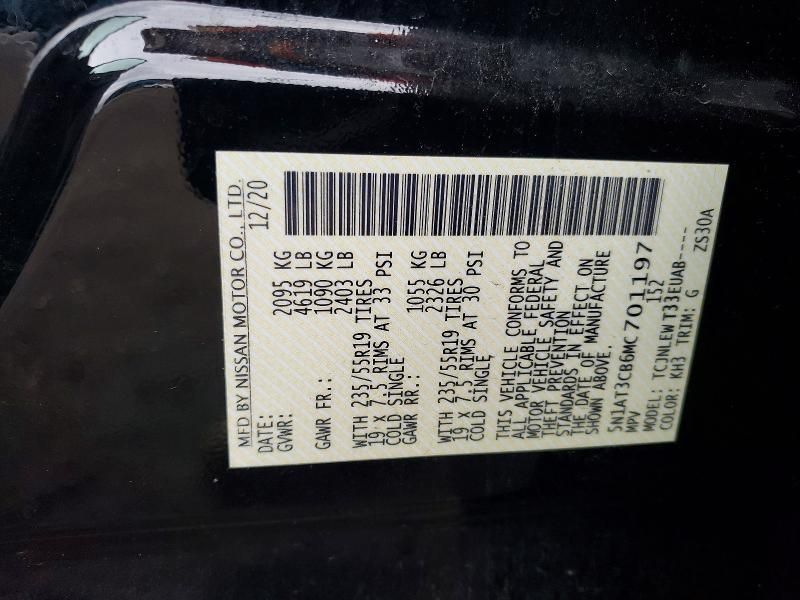 MFD BY NISSAN MOTOR CO., LTD.
DATE: 12/20
GVWR: 2095 KG
4619 LB
GAWR FR.: 1090 KG
2403 LB
WITH 235/55R19 TIRES
19 X 7.5 RIMS AT 33 PSI
COLD SINGLE
GAWR RR.: 1055 KG
2326 LB
WITH 235/55R19 TIRES
19 X 7.5 RIMS AT 30 PSI
COLD SINGLE
THIS VEHICLE CONFORMS TO
ALL APPLICABLE FEDERAL
MOTOR VEHICLE SAFETY AND
THEFT PREVENTION
STANDARDS IN EFFECT ON
THE DATE OF MANUFACTURE
SHOWN ABOVE.
5N1AT3CB6MC701197
MPV 1S2
MODEL: TCJNLEWT33EUAB----
COLOR: KH3 TRIM: G ZS30A